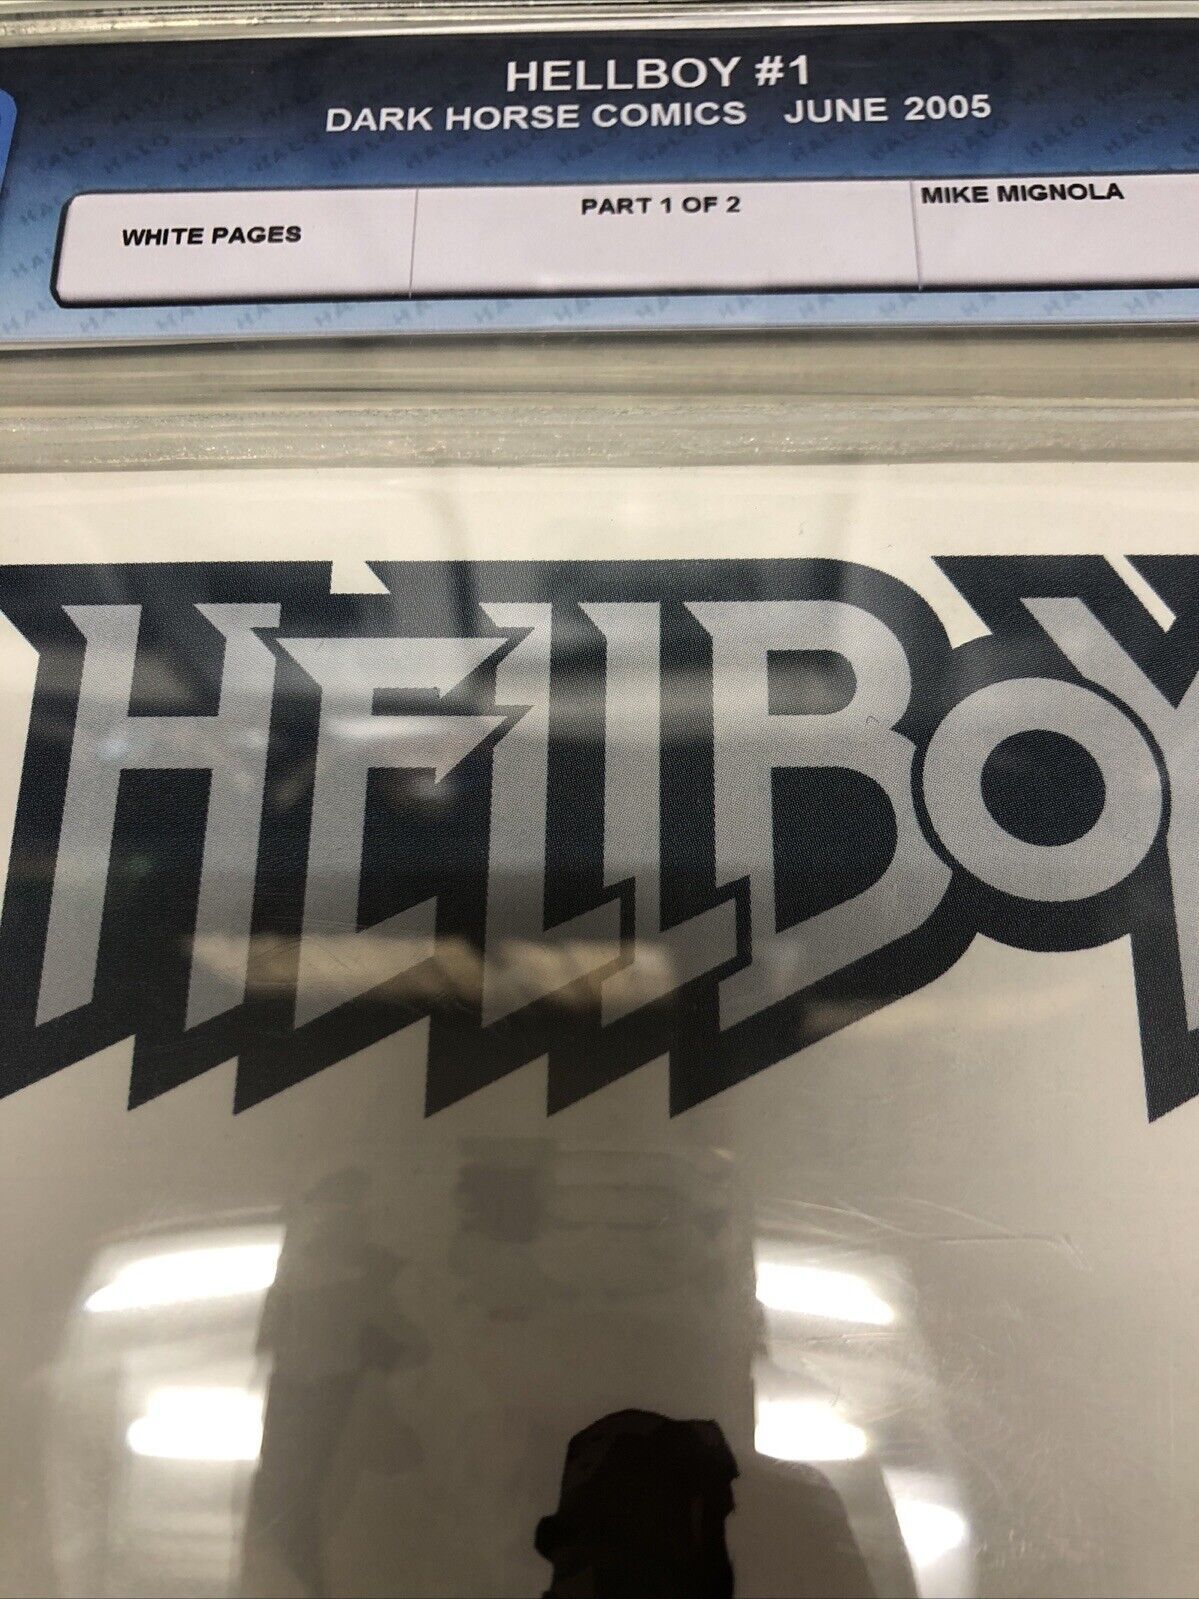 HELLBOY #1
DARK HORSE COMICS JUNE 2005
WHITE PAGES
PART 1 OF 2
MIKE MIGNOLA
HELLBOY